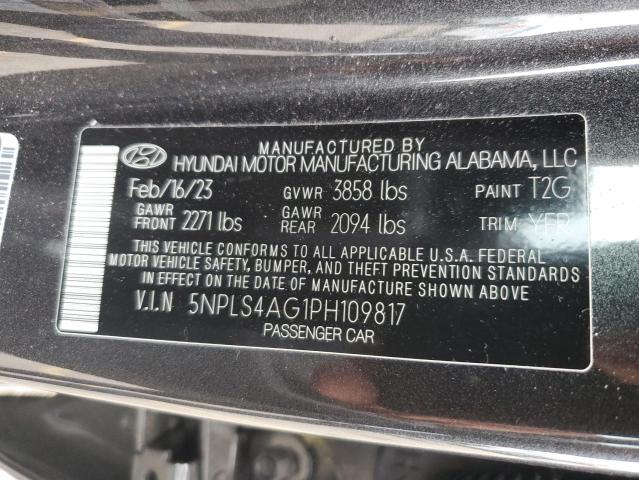 MANUFACTURED BY
HYUNDAI MOTOR MANUFACTURING ALABAMA, LLC
Feb/16/23 GVWR 3858 lbs PAINT T2G
GAWR FRONT 2271 lbs GAWR REAR 2094 lbs TRIM YFR
THIS VEHICLE CONFORMS TO ALL APPLICABLE U.S.A. FEDERAL
MOTOR VEHICLE SAFETY, BUMPER, AND THEFT PREVENTION STANDARDS
IN EFFECT ON THE DATE OF MANUFACTURE SHOWN ABOVE
V.I.N 5NPLS4AG1PH109817
PASSENGER CAR